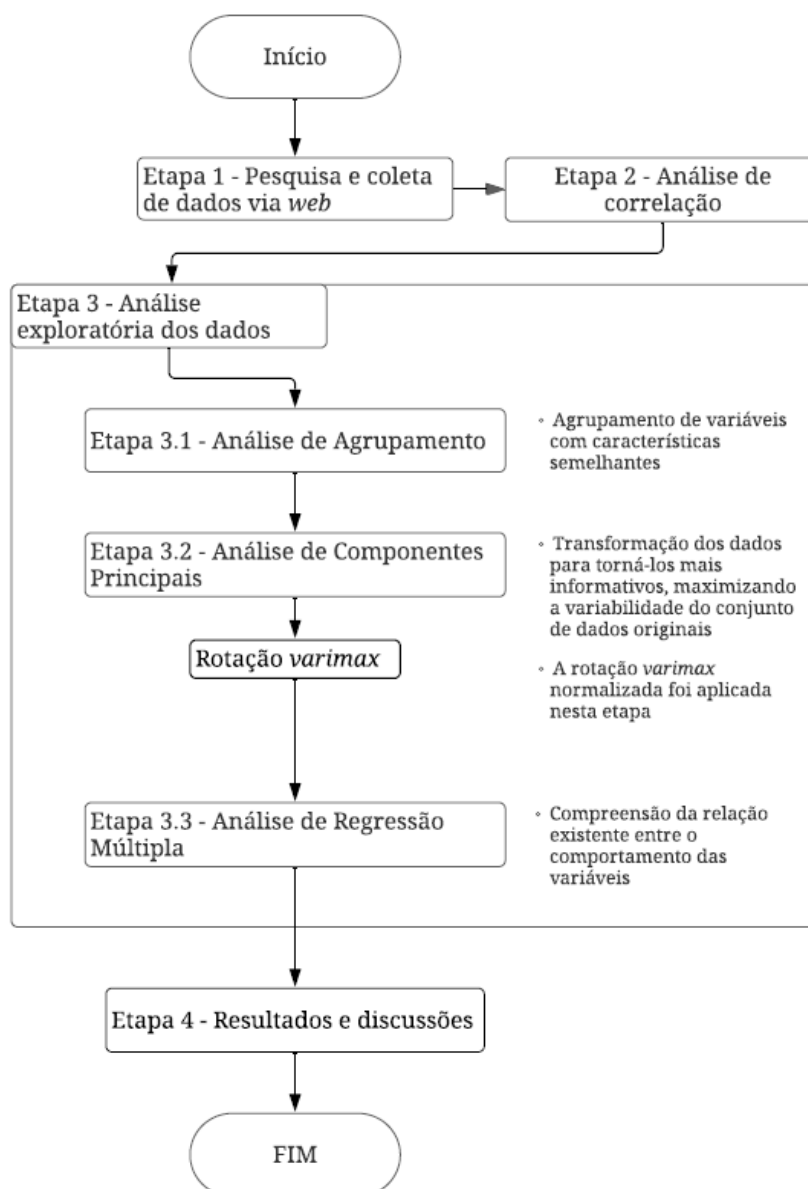 Início
Etapa 1 - Pesquisa e coleta
de dados via web
Etapa 2 - Análise de
correlação
Etapa 3 - Análise
exploratória dos dados
Etapa 3.1 - Análise de Agrupamento
◦ Agrupamento de variáveis
com características
semelhantes
Etapa 3.2 - Análise de Componentes
Principais
◦ Transformação dos dados
para torná-los mais
informativos, maximizando
a variabilidade do conjunto
de dados originais
Rotação varimax
◦ A rotação varimax
normalizada foi aplicada
nesta etapa
Etapa 3.3 - Análise de Regressão
Múltipla
◦ Compreensão da relação
existente entre o
comportamento das
variáveis
Etapa 4 - Resultados e discussões
FIM